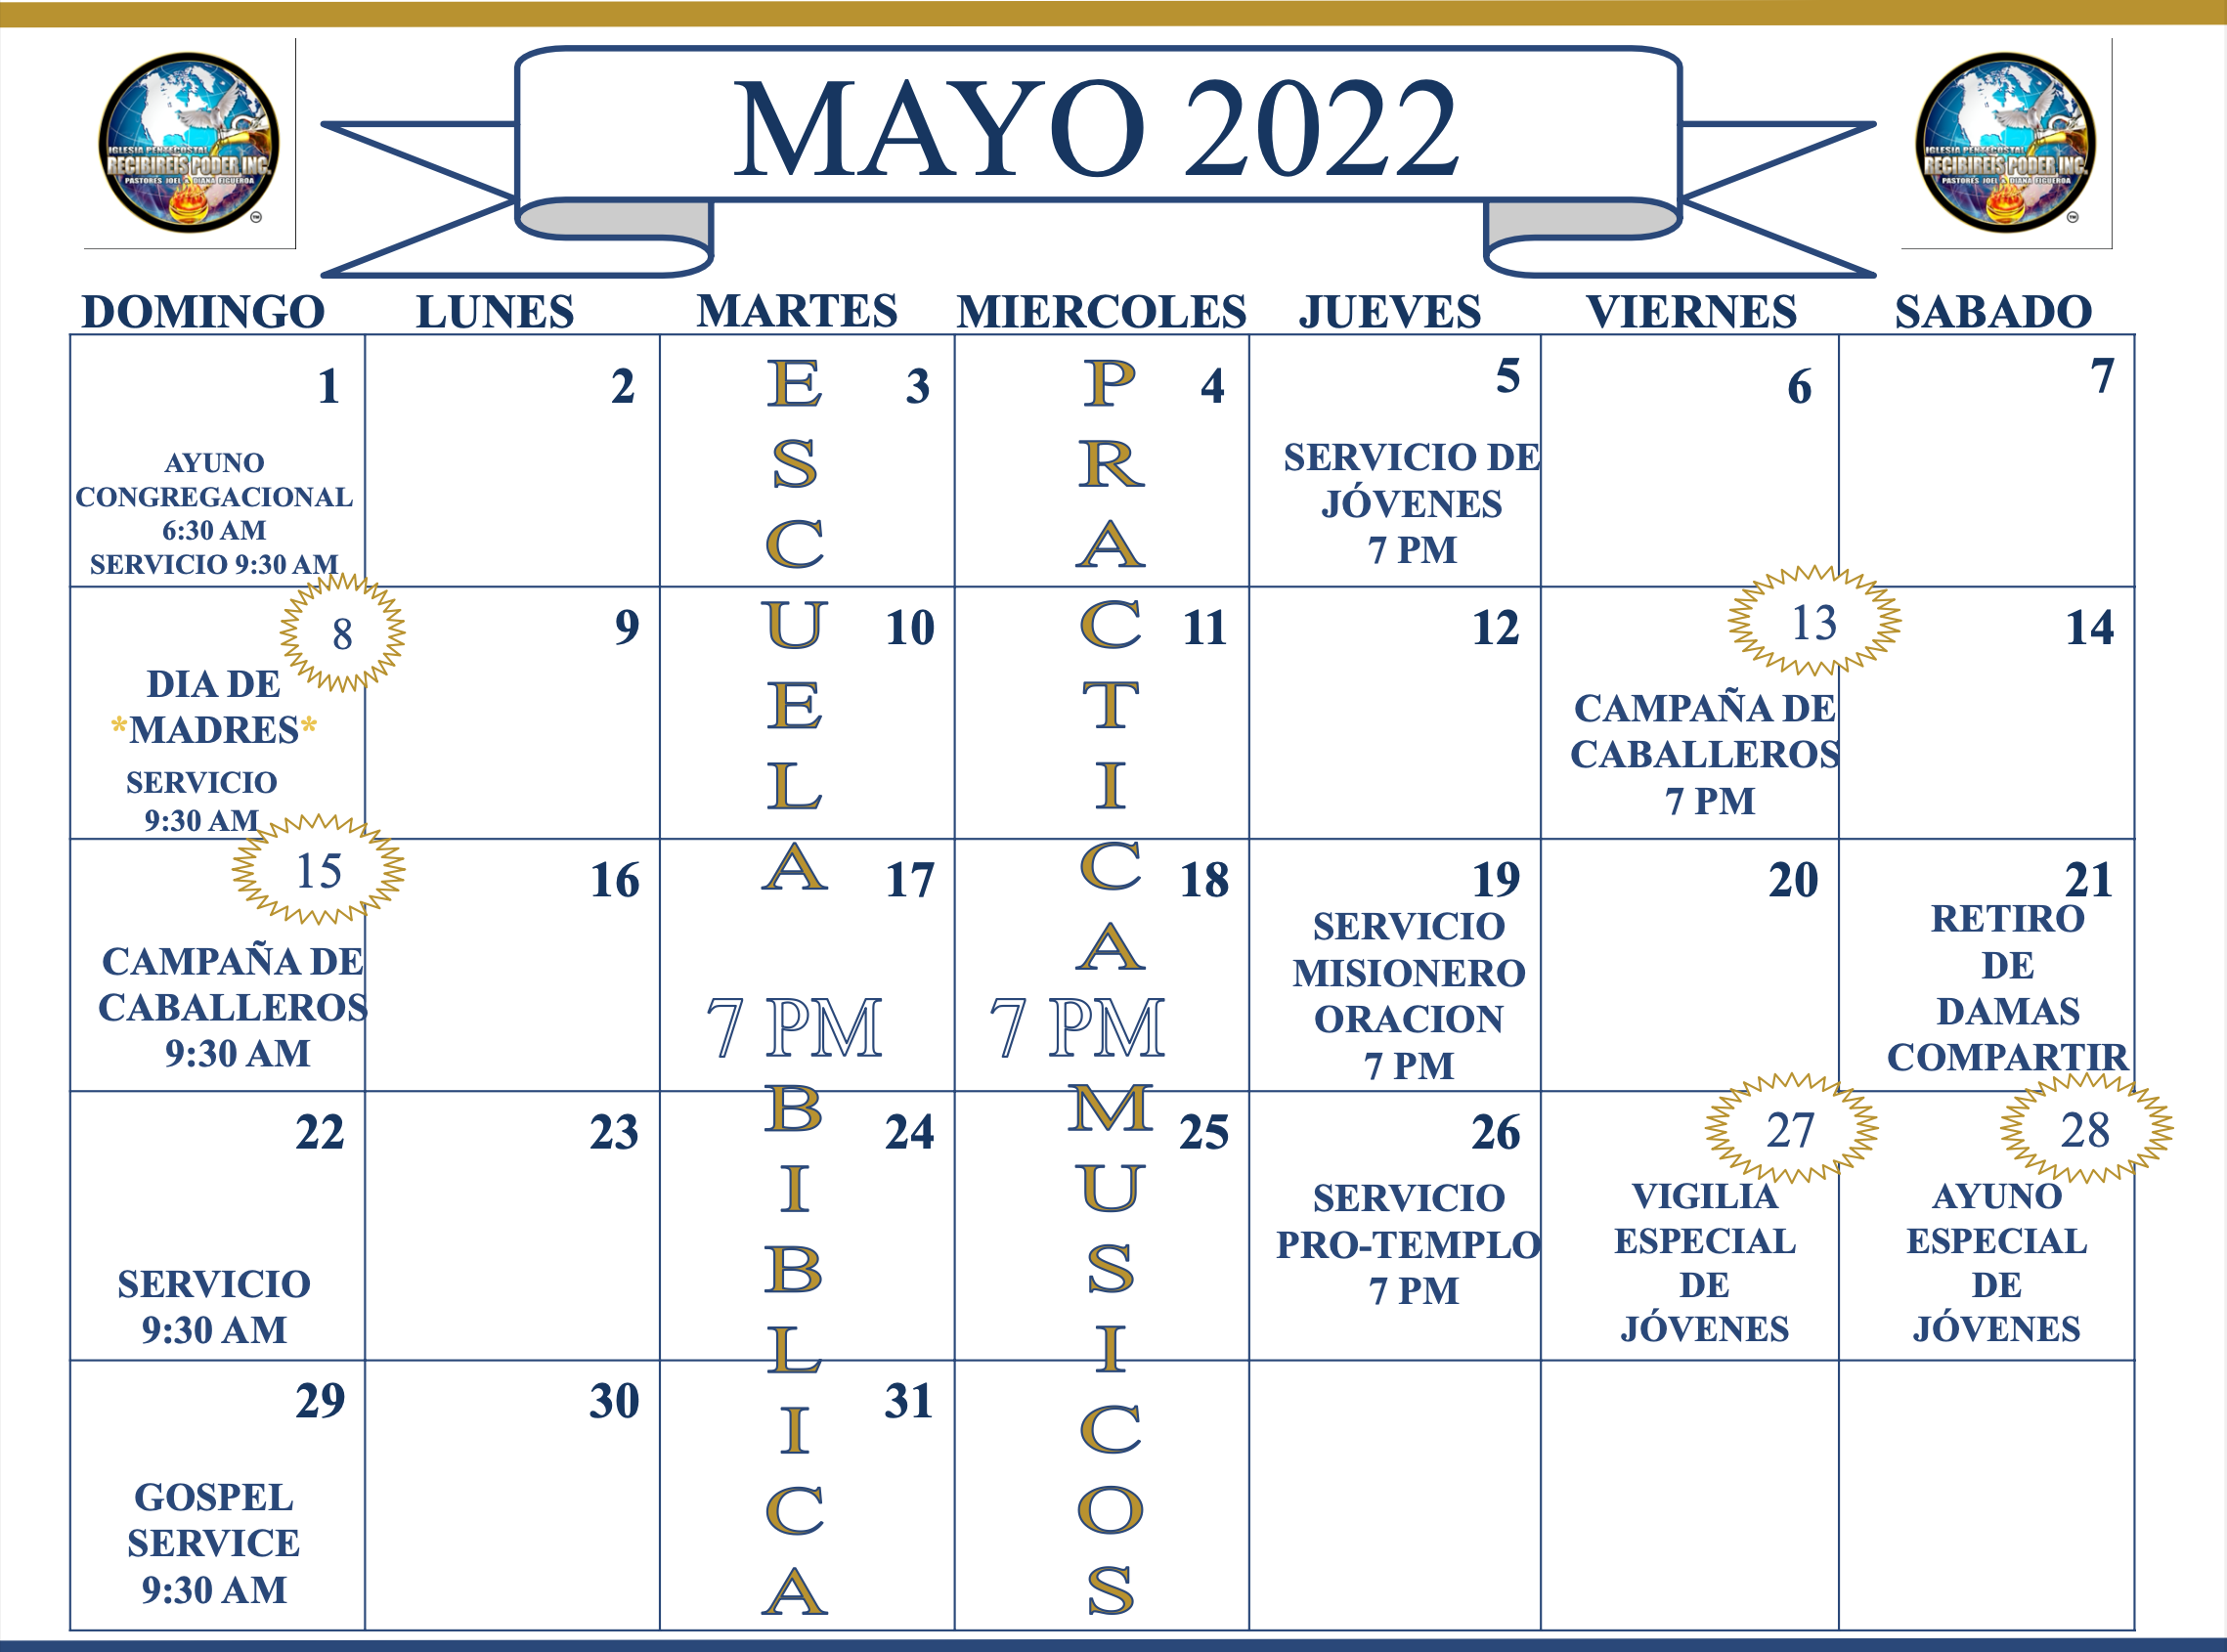 MAYO 2022
IGLESIA PENTECOSTAL
RECIBIREIS PODER, INC.
PASTORES JOEL & DIANA FIGUEROA
TM
IGLESIA PENTECOSTAL
RECIBIREIS PODER, INC.
PASTORES JOEL & DIANA FIGUEROA
TM
DOMINGO LUNES MARTES MIERCOLES JUEVES VIERNES SABADO
1
AYUNO
CONGREGACIONAL
6:30 AM
SERVICIO 9:30 AM
2
3
4
5
SERVICIO DE
JÓVENES
7 PM
6
7
8
DIA DE
*MADRES*
SERVICIO
9:30 AM
9
10
11
12
13
CAMPAÑA DE
CABALLEROS
7 PM
14
15
CAMPAÑA DE
CABALLEROS
9:30 AM
16
17
18
19
SERVICIO
MISIONERO
ORACION
7 PM
20
21
RETIRO
DE
DAMAS
COMPARTIR
22
SERVICIO
9:30 AM
23
24
25
26
SERVICIO
PRO-TEMPLO
7 PM
27
VIGILIA
ESPECIAL
DE
JÓVENES
28
AYUNO
ESPECIAL
DE
JÓVENES
29
GOSPEL
SERVICE
9:30 AM
30
31
ESCUELA
7 PM
BIBLICA
PRACTICA
7 PM
MUSICOS